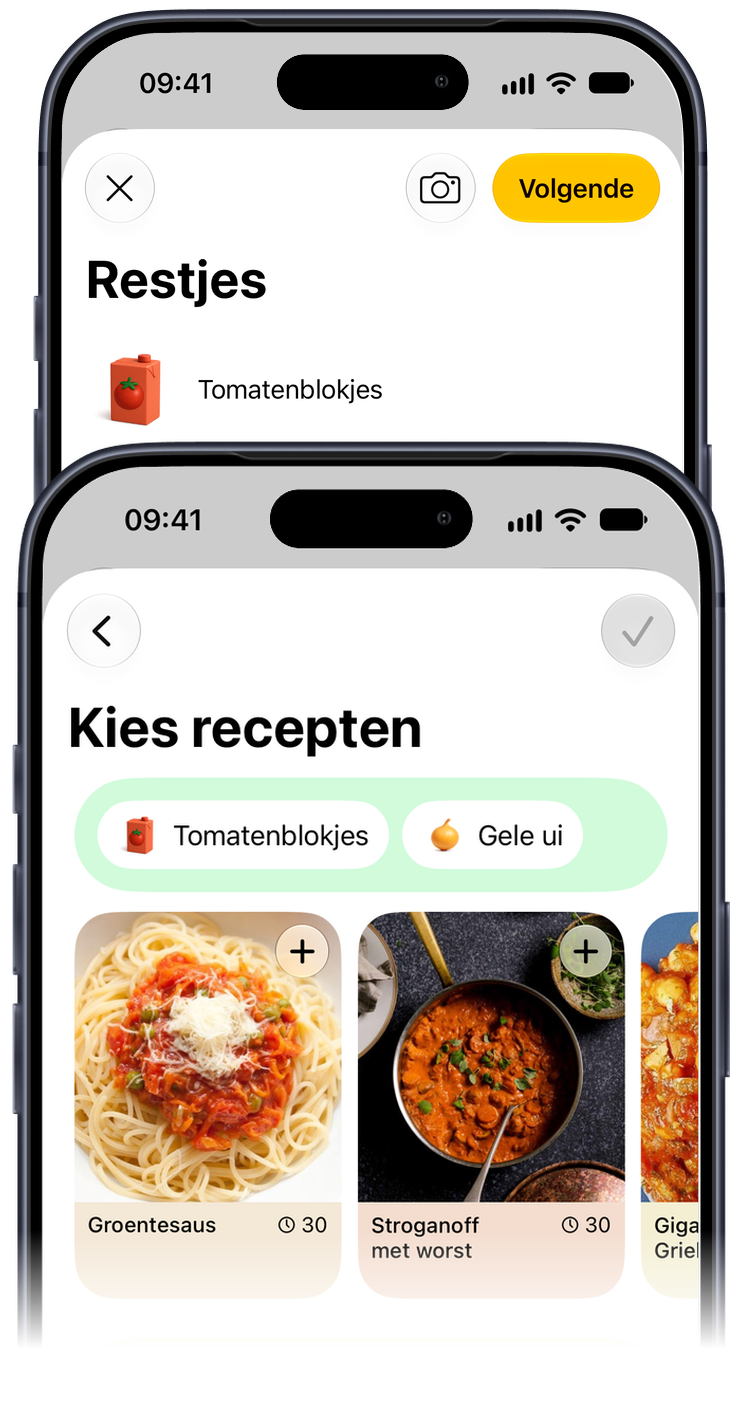 09:41
Volgende
Restjes
Tomatenblokjes
09:41
Kies recepten
Tomatenblokjes
Gele ui
Groentesaus 30
Stroganoff 30
met worst